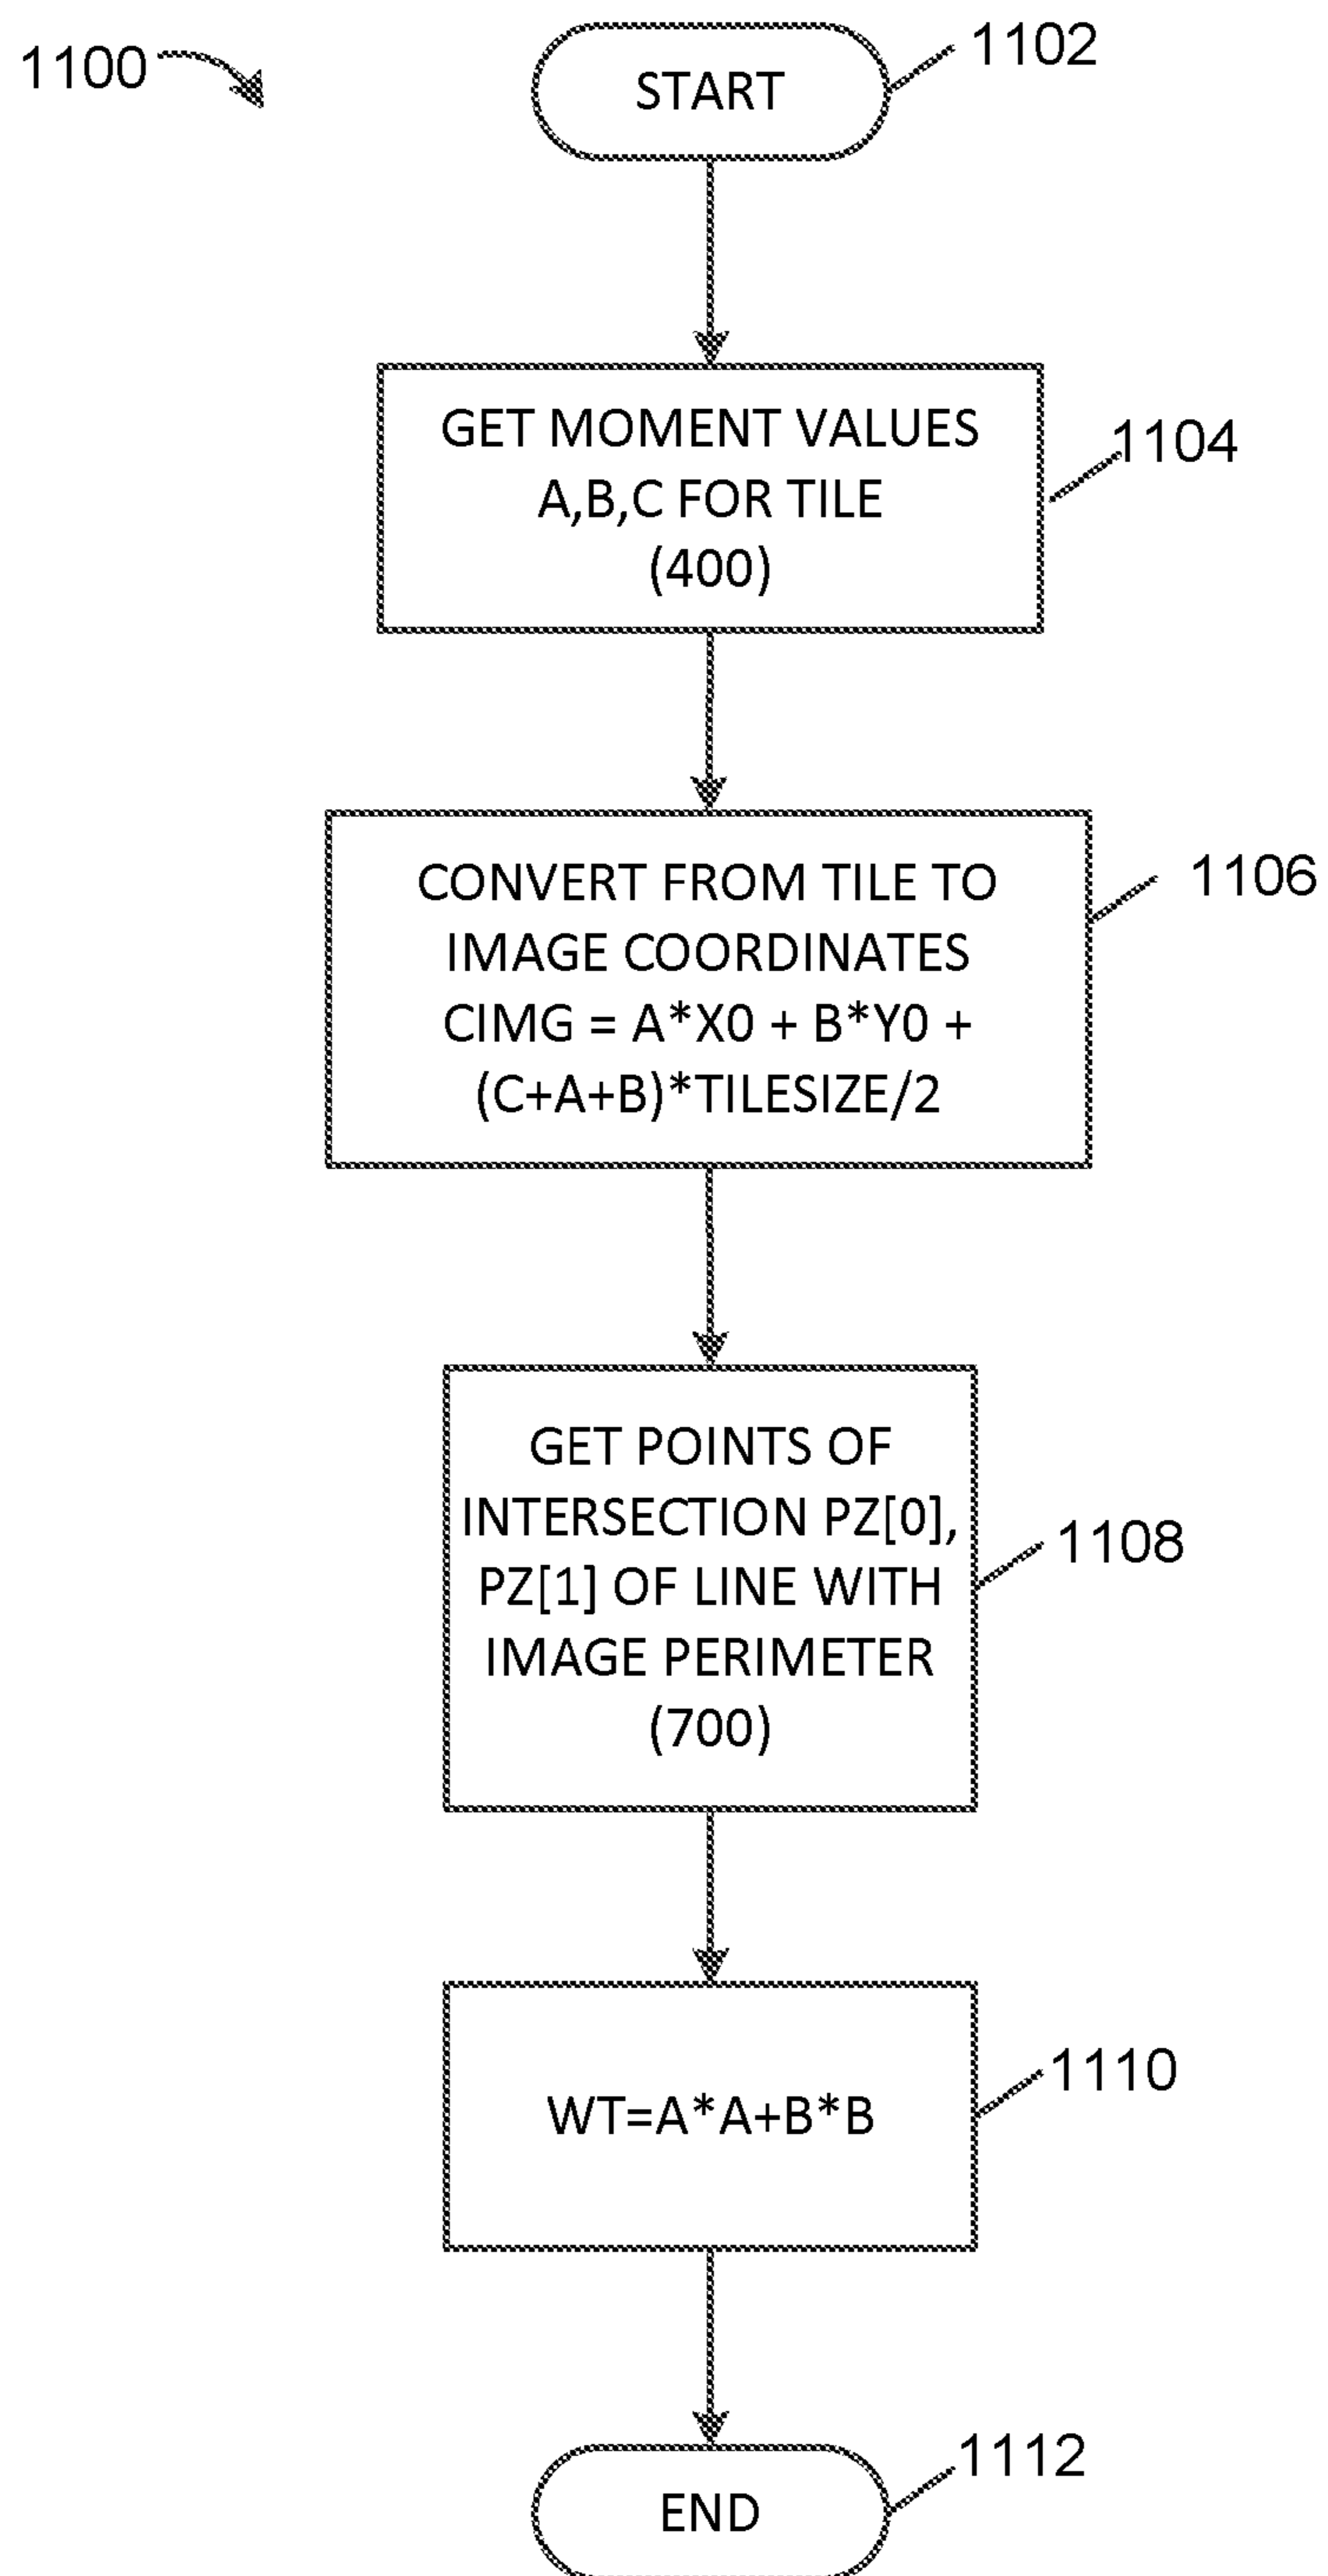 1100
START
1102
GET MOMENT VALUES
A,B,C FOR TILE
(400)
1104
CONVERT FROM TILE TO
IMAGE COORDINATES
CIMG = A*X0 + B*Y0 +
(C+A+B)*TILESIZE/2
1106
GET POINTS OF
INTERSECTION PZ[0],
PZ[1] OF LINE WITH
IMAGE PERIMETER
(700)
1108
WT=A*A+B*B
1110
END
1112